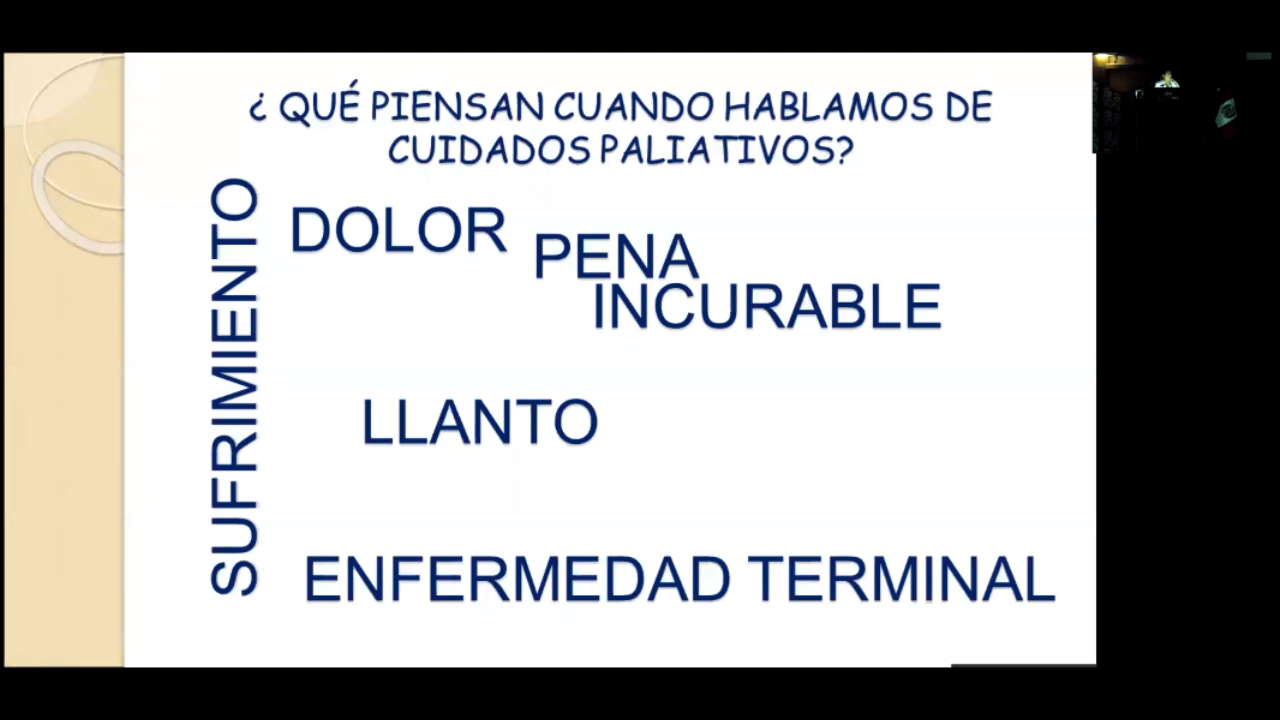 ¿ QUÉ PIENSAN CUANDO HABLAMOS DE
CUIDADOS PALIATIVOS?
SUFRIMIENTO
DOLOR
PENA
INCURABLE
LLANTO
ENFERMEDAD TERMINAL